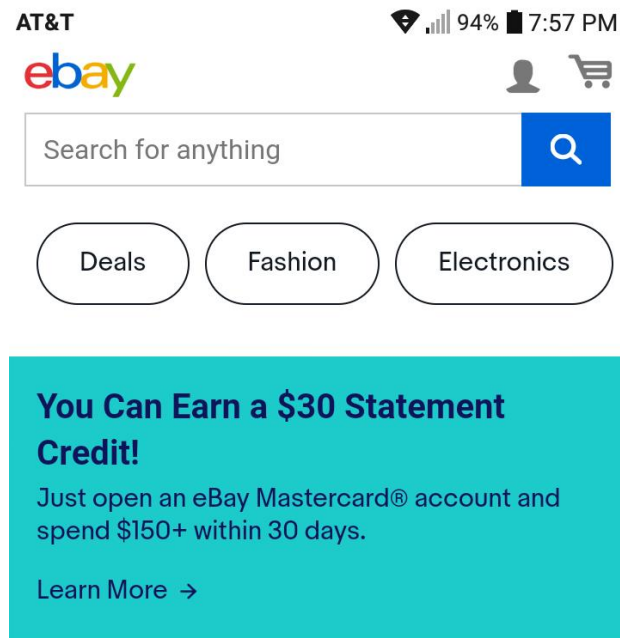 AT&T 94% 7:57 PM
ebay
Search for anything
Deals Fashion Electronics
You Can Earn a $30 Statement
Credit!
Just open an eBay Mastercard® account and
spend $150+ within 30 days.
Learn More →